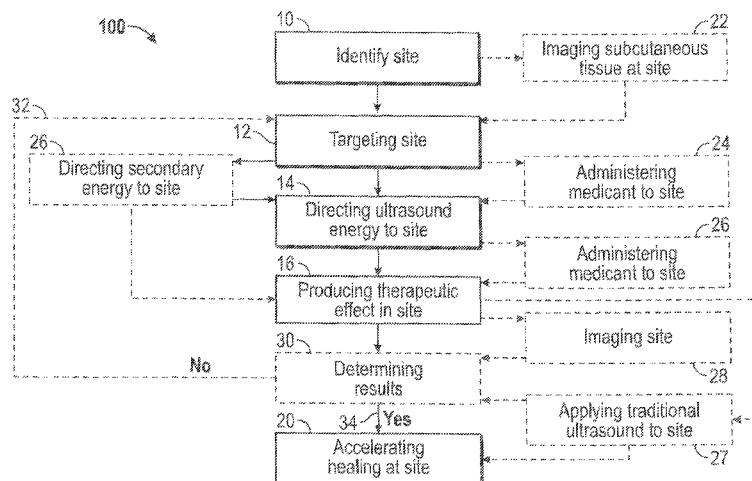 100
10
Identify site
22
Imaging subcutaneous
tissue at site
32
12
Targeting site
26
Directing secondary
energy to site
24
Administering
medicant to site
14
Directing ultrasound
energy to site
26
Administering
medicant to site
16
Producing therapeutic
effect in site
Imaging site
28
30
Determining
results
No
34
Yes
Applying traditional
ultrasound to site
27
20
Accelerating
healing at site